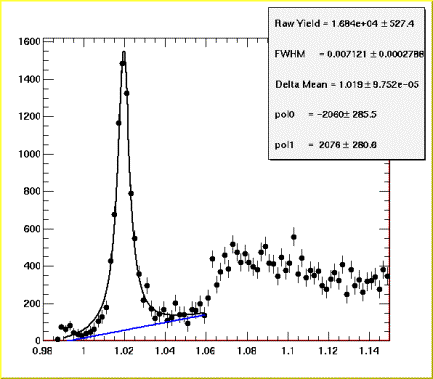 Raw Yield = 1.684e+04 ± 527.4
FWHM = 0.007121 ± 0.0002786
Delta Mean = 1.019 ± 9.752e-05
pol0 = -2060 ± 285.5
pol1 = 2076 ± 280.6
1600
1400
1200
1000
800
600
400
200
0
0.98 1 1.02 1.04 1.06 1.08 1.1 1.12 1.14